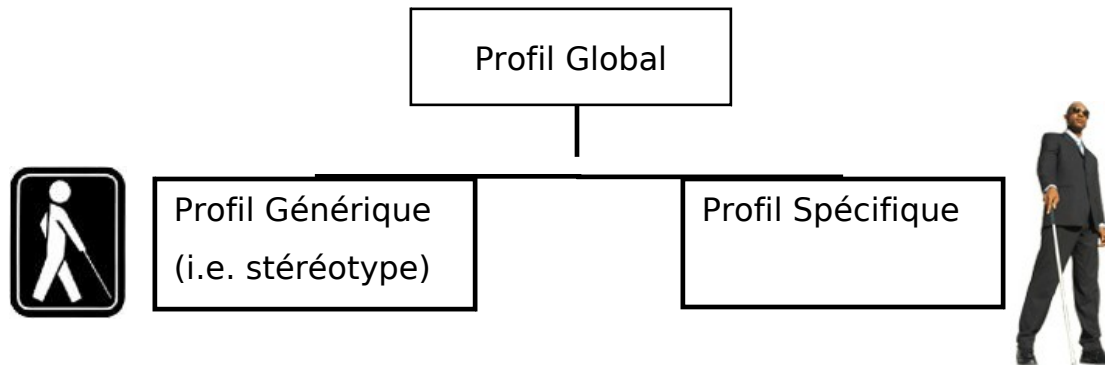 Profil Global
Profil Générique
(i.e. stéréotype)
Profil Spécifique